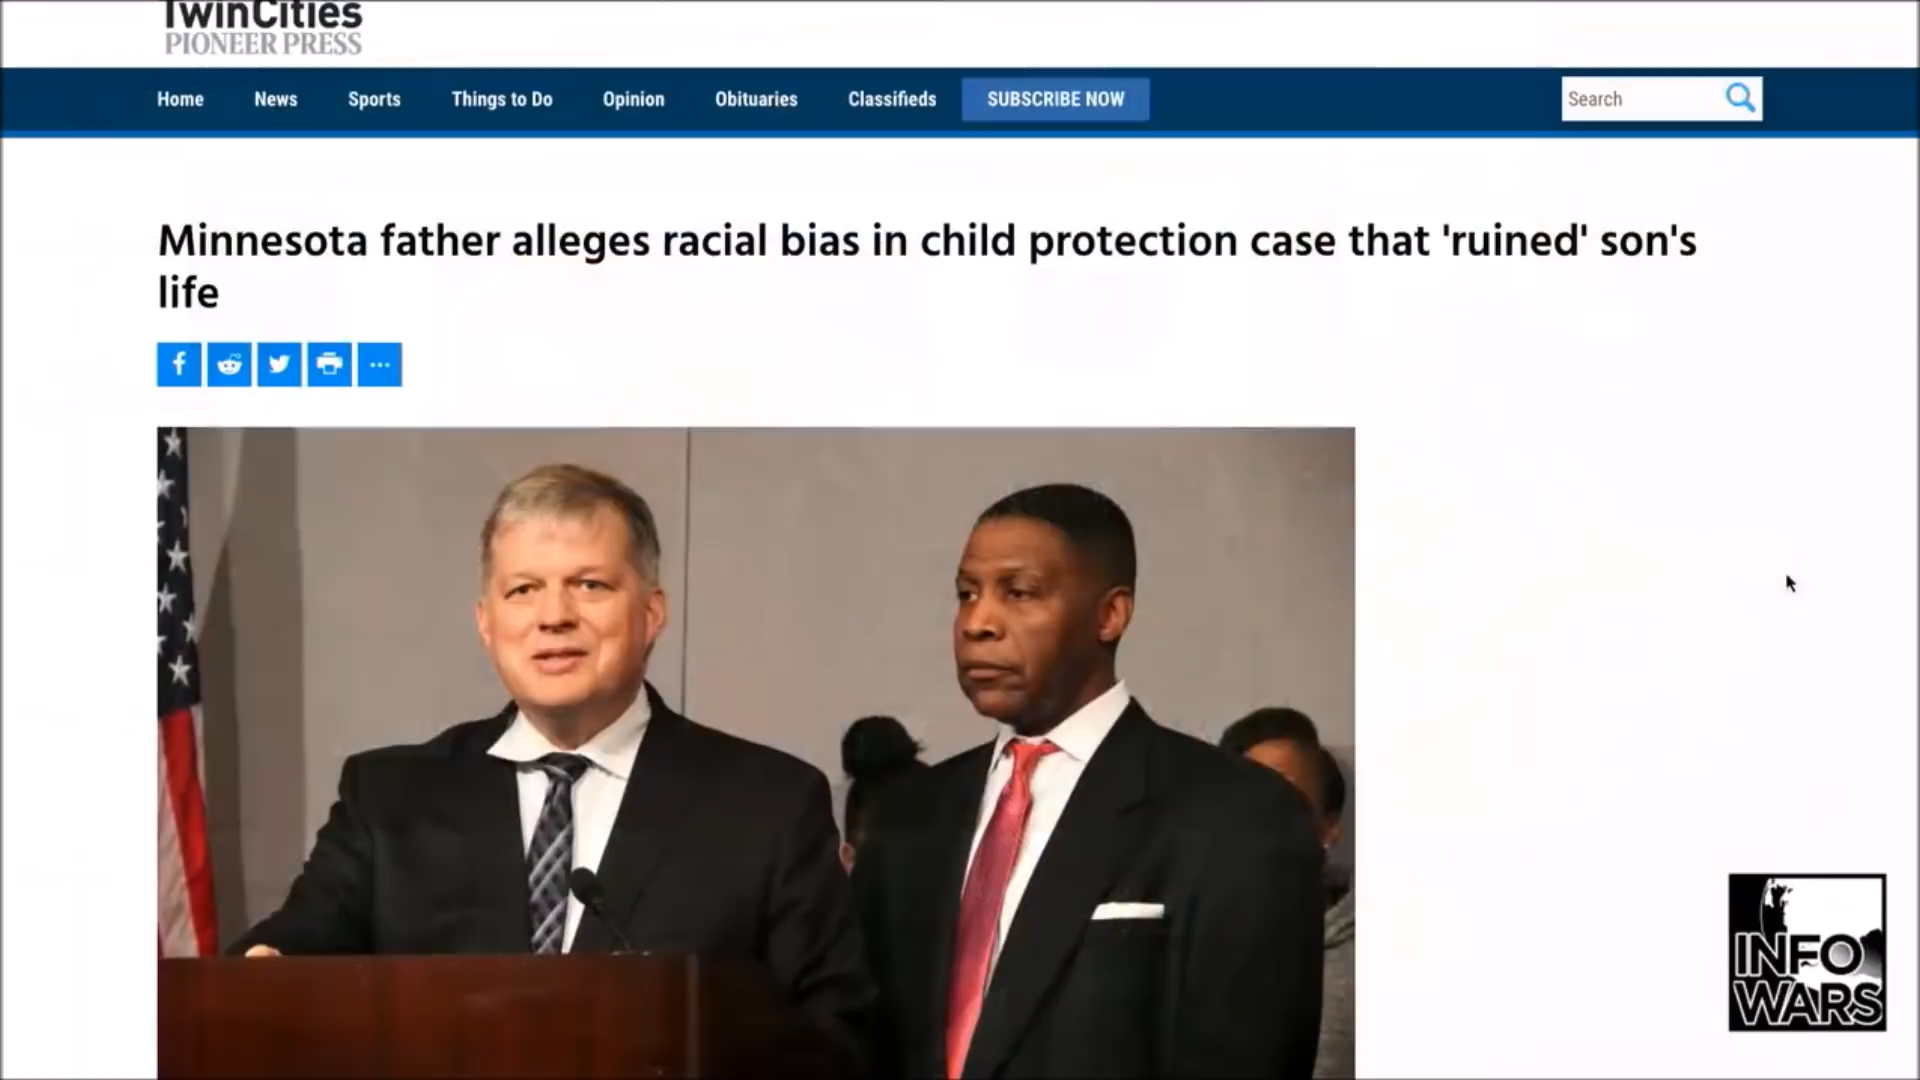 TwinCities
PIONEER PRESS
Home News Sports Things to Do Opinion Obituaries Classifieds SUBSCRIBE NOW Search
Minnesota father alleges racial bias in child protection case that 'ruined' son's
life
INFO
WARS